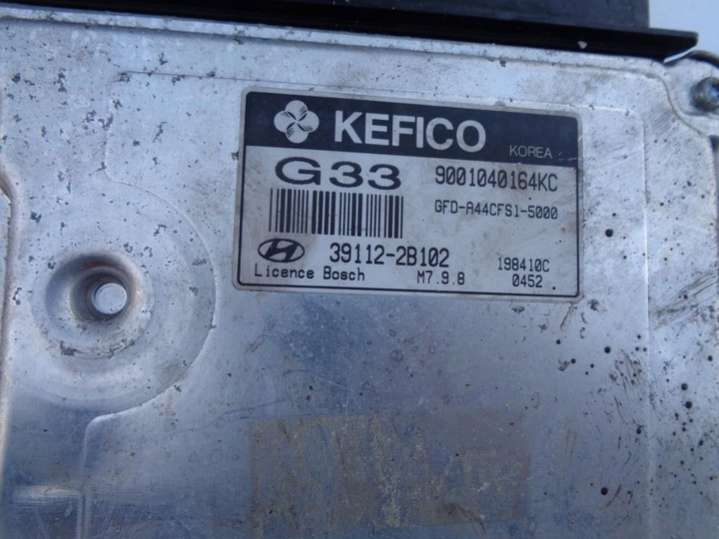 KEFICO KOREA
G33 9001040164KC
GFD-A44CFS1-5000
39112-2B102 198410C
Licence Bosch M7.9.8 0452